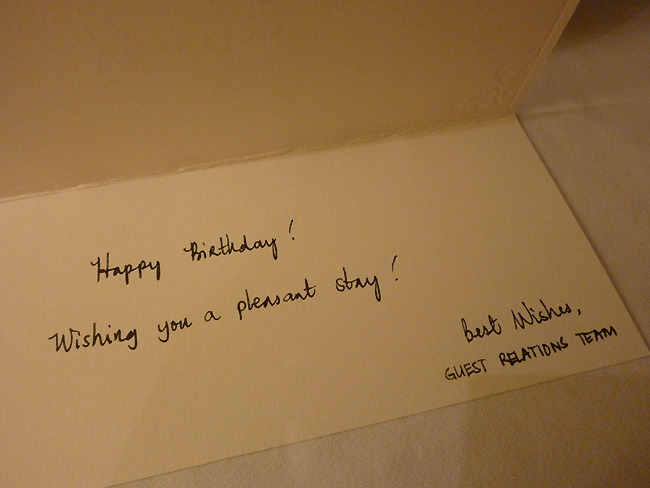 Happy Birthday!
Wishing you a pleasant stay!
Best Wishes,
GUEST RELATIONS TEAM